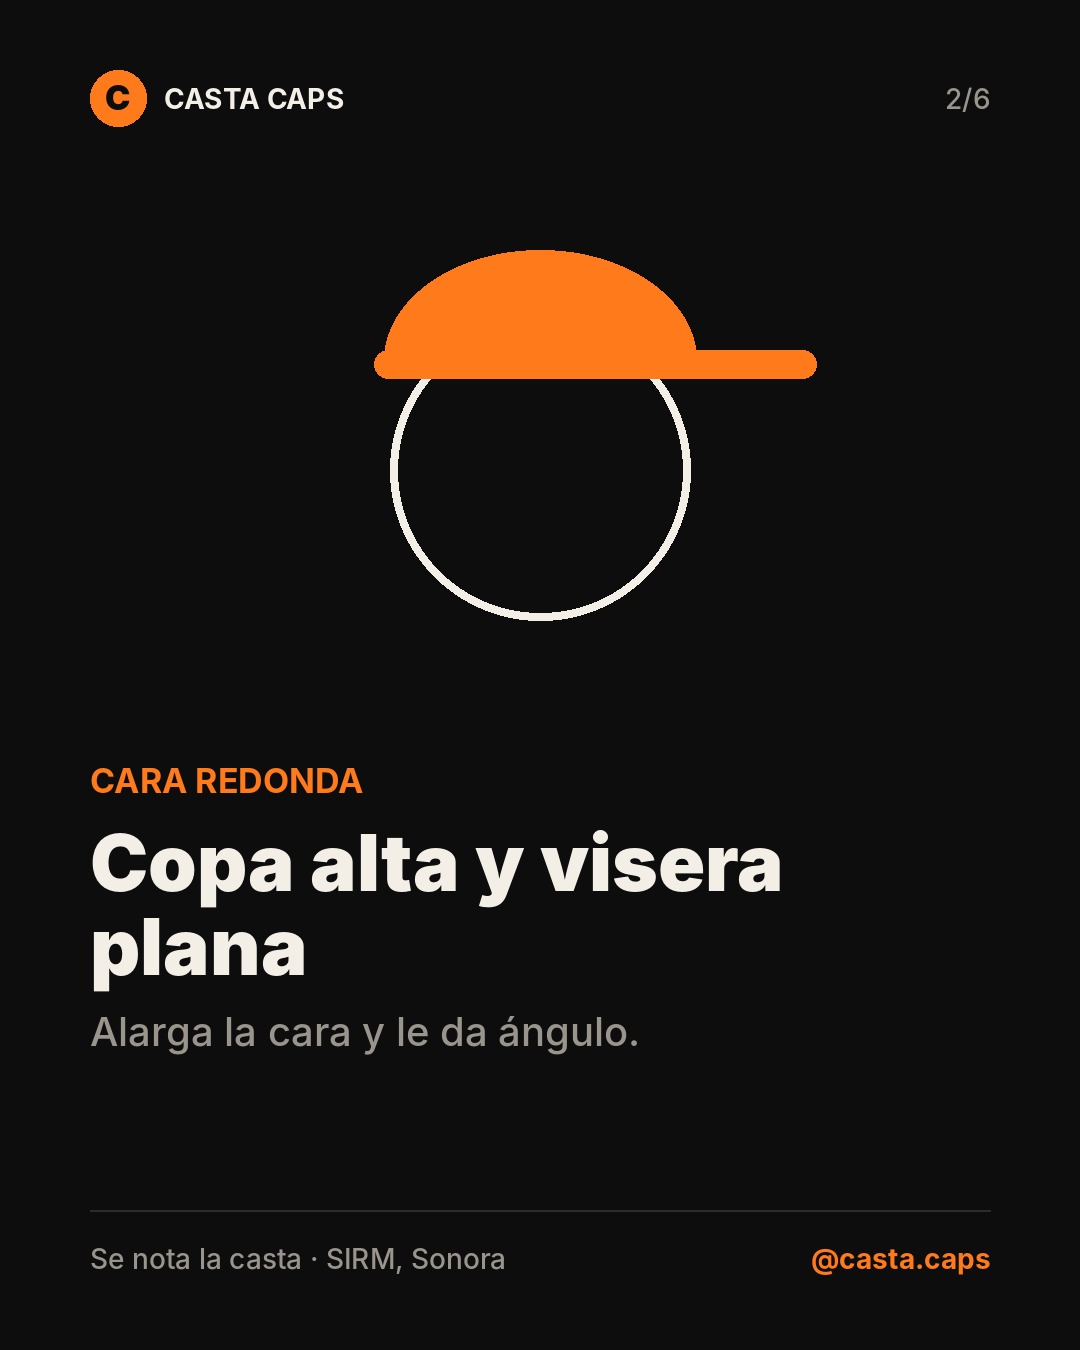 C CASTA CAPS
2/6
CARA REDONDA
Copa alta y visera
plana
Alarga la cara y le da ángulo.
Se nota la casta · SIRM, Sonora
@casta.caps